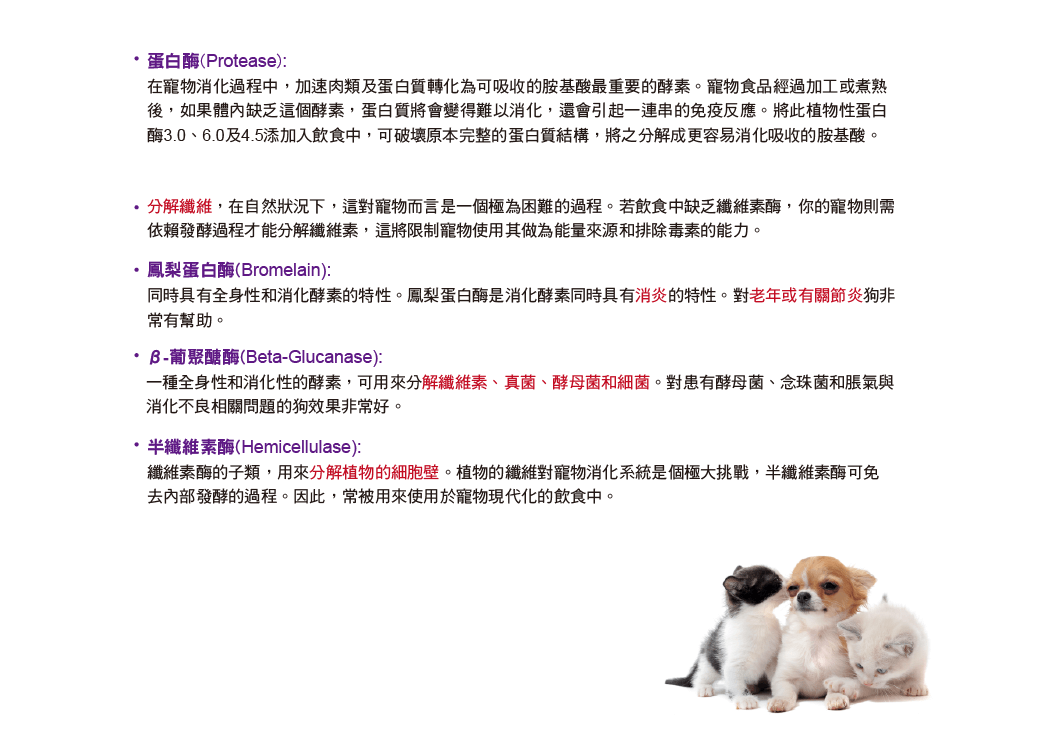 • 蛋白酶(Protease):
在寵物消化過程中，加速肉類及蛋白質轉化為可吸收的胺基酸最重要的酵素。寵物食品經過加工或煮熟
後，如果體內缺乏這個酵素，蛋白質將會變得難以消化，還會引起一連串的免疫反應。將此植物性蛋白
酶3.0、6.0及4.5添加入飲食中，可破壞原本完整的蛋白質結構，將之分解成更容易消化吸收的胺基酸。
• 分解纖維，在自然狀況下，這對寵物而言是一個極為困難的過程。若飲食中缺乏纖維素酶，你的寵物則需
依賴發酵過程才能分解纖維素，這將限制寵物使用其做為能量來源和排除毒素的能力。
• 鳳梨蛋白酶(Bromelain):
同時具有全身性和消化酵素的特性。鳳梨蛋白酶是消化酵素同時具有消炎的特性。對老年或有關節炎狗非
常有幫助。
• β-葡聚醣酶(Beta-Glucanase):
一種全身性和消化性的酵素，可用來分解纖維素、真菌、酵母菌和細菌。對患有酵母菌、念珠菌和脹氣與
消化不良相關問題的狗效果非常好。
• 半纖維素酶(Hemicellulase):
纖維素酶的子類，用來分解植物的細胞壁。植物的纖維對寵物消化系統是個極大挑戰，半纖維素酶可免
去內部發酵的過程。因此，常被用來使用於寵物現代化的飲食中。